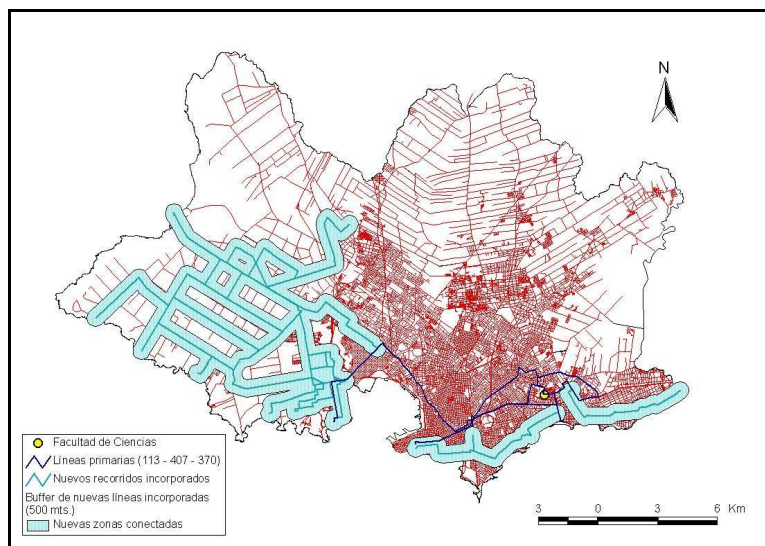 N
Facultad de Ciencias
Líneas primarias (113 - 407 - 370)
Nuevos recorridos incorporados
Buffer de nuevas líneas incorporadas
(500 mts.)
Nuevas zonas conectadas
3 0 3 6 Km